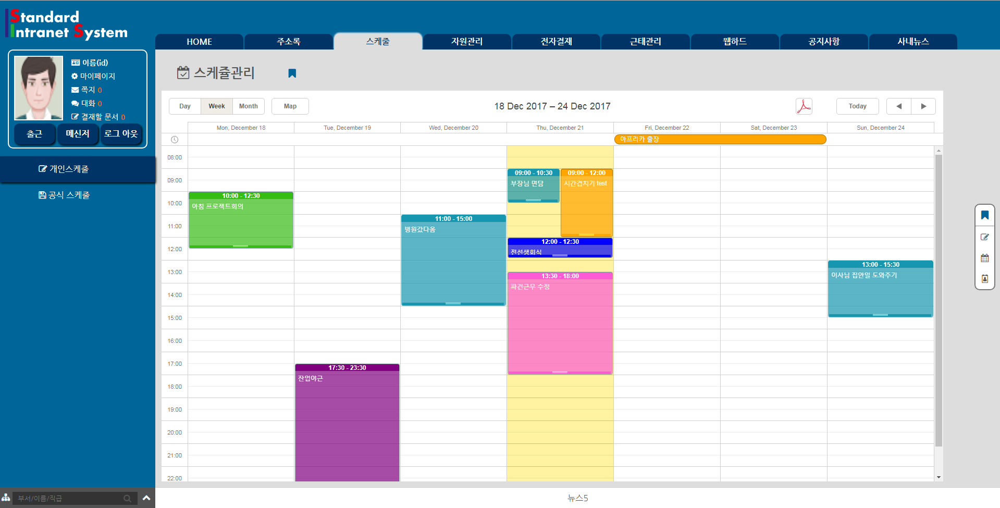 Standard
Intranet System
HOME
주소록
스케줄
자원관리
전자결재
근태관리
웹하드
공지사항
사내뉴스
이름(id)
마이페이지
쪽지 0
대화 0
결재할 문서 0
출근
메신저
로그 아웃
개인스케줄
공식 스케줄
스케쥴관리
Day
Week
Month
Map
18 Dec 2017 – 24 Dec 2017
Today
Mon, December 18
Tue, December 19
Wed, December 20
Thu, December 21
Fri, December 22
Sat, December 23
Sun, December 24
아프리카 출장
08:00
09:00
10:00
11:00
12:00
13:00
14:00
15:00
16:00
17:00
18:00
19:00
20:00
21:00
22:00
10:00 - 12:30
아침 프로젝트회의
17:30 - 23:30
잔업야근
11:00 - 15:00
병원갔다옴
09:00 - 10:30
부장님 면담
09:00 - 12:00
시간겹치기 test
12:00 - 12:30
전선생회식
13:30 - 18:00
파견근무 수정
13:00 - 15:30
이사님 집안일 도와주기
부서/이름/직급
뉴스5